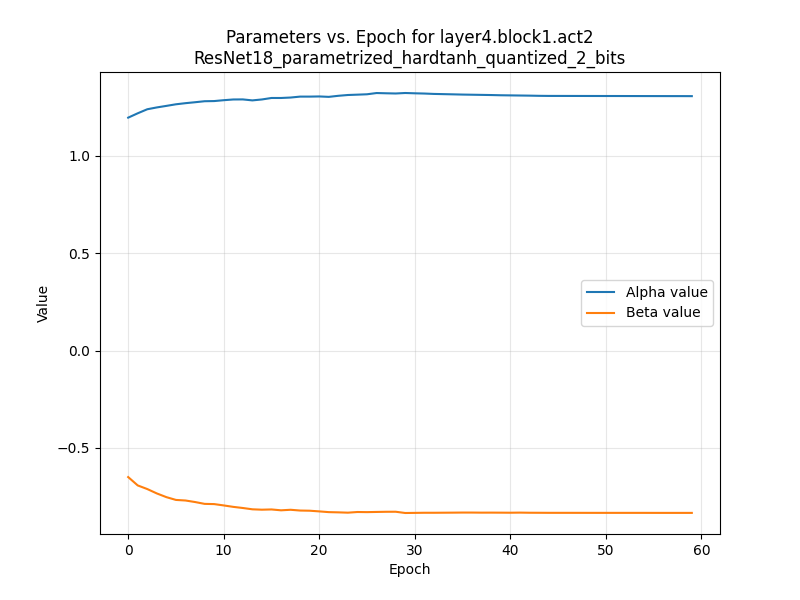 Parameters vs. Epoch for layer4.block1.act2
ResNet18_parametrized_hardtanh_quantized_2_bits
1.0
0.5
0.0
−0.5
Value
Alpha value
Beta value
0 10 20 30 40 50 60
Epoch